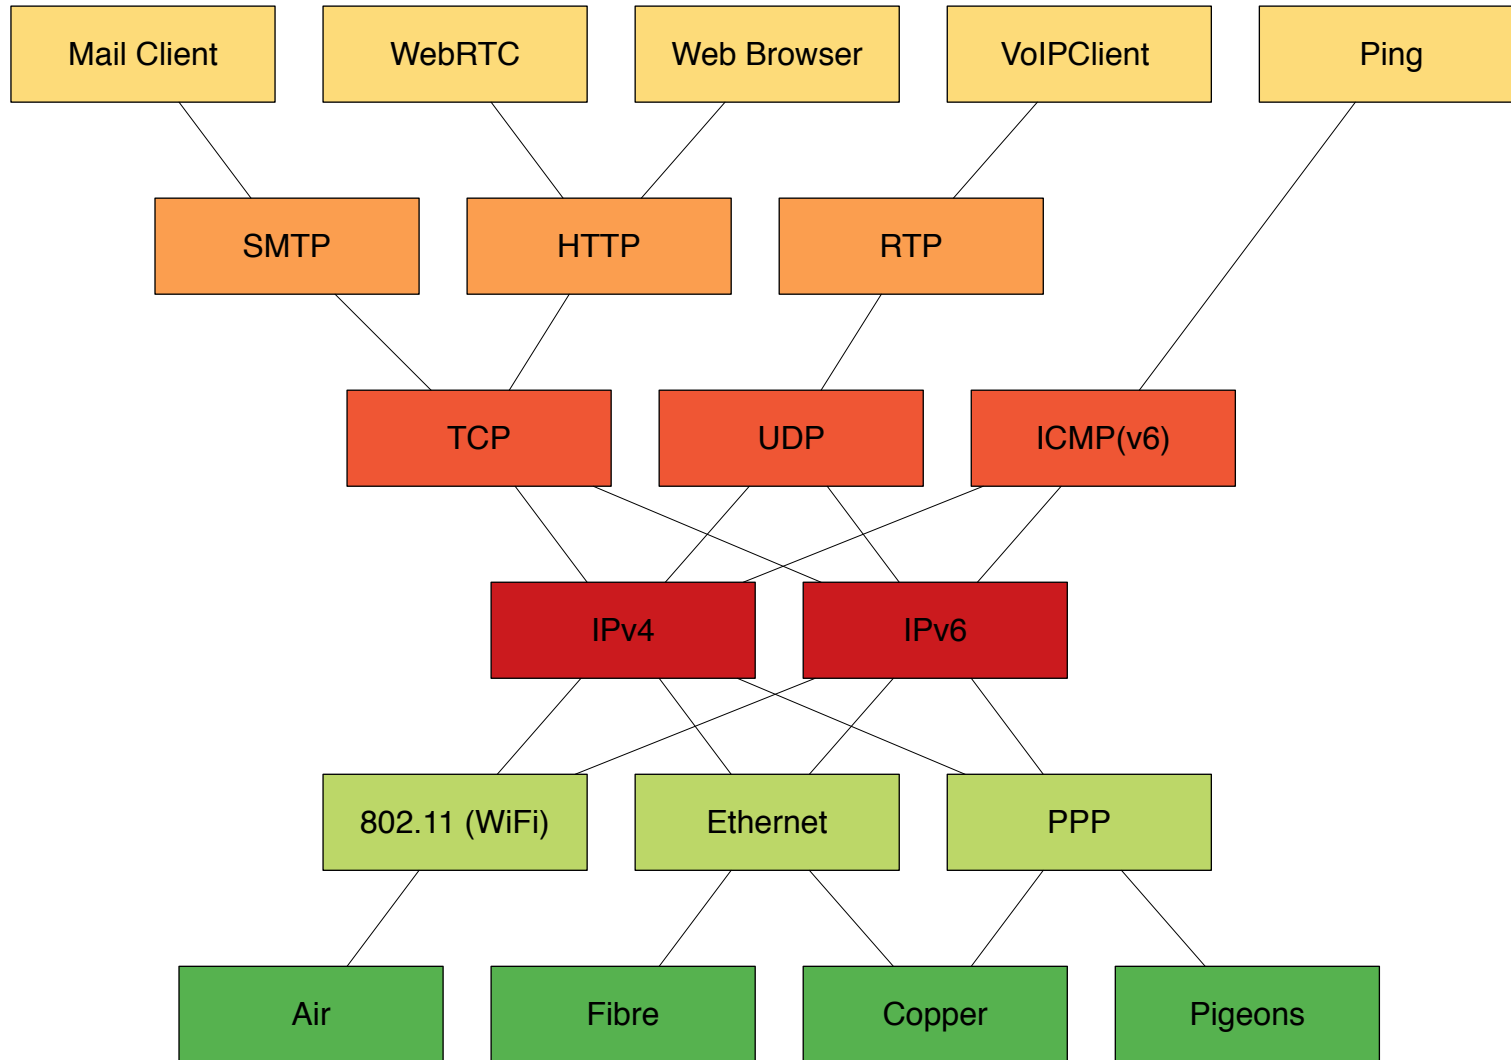 Mail Client
WebRTC
Web Browser
VoIPClient
Ping
SMTP
HTTP
RTP
TCP
UDP
ICMP(v6)
IPv4
IPv6
802.11 (WiFi)
Ethernet
PPP
Air
Fibre
Copper
Pigeons